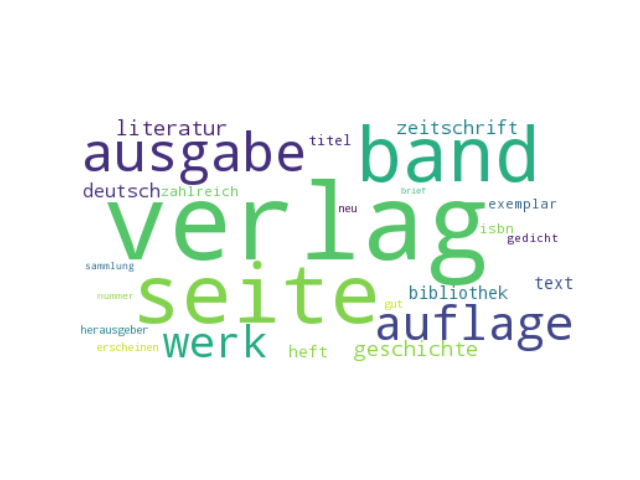 literatur zeitschrift
ausgabe titel band
deutsch zahlreich brief
verlag neu exemplar
isbn
gedicht
sammlung
seite bibliothek text
nummer gut
herausgeber werk auflage
erscheinen heft geschichte